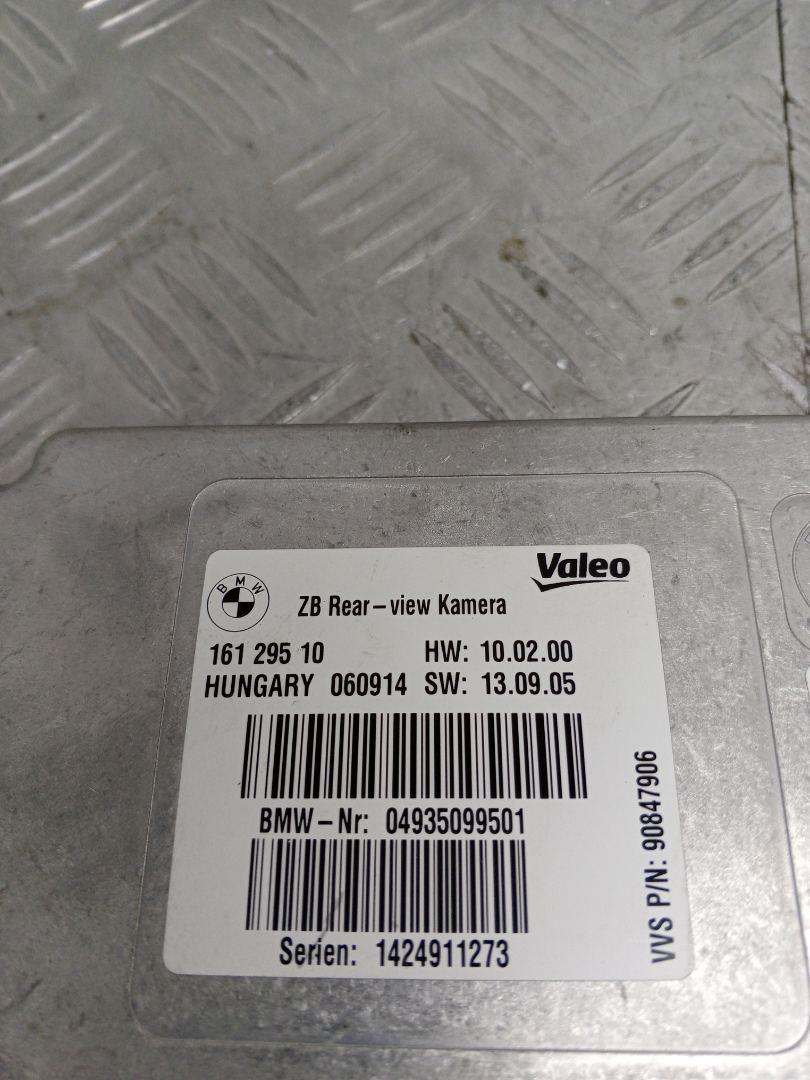 BMW
Valeo
ZB Rear-view Kamera
161 295 10 HW: 10.02.00
HUNGARY 060914 SW: 13.09.05
BMW-Nr: 04935099501
Serien: 1424911273
VVS P/N: 90847906